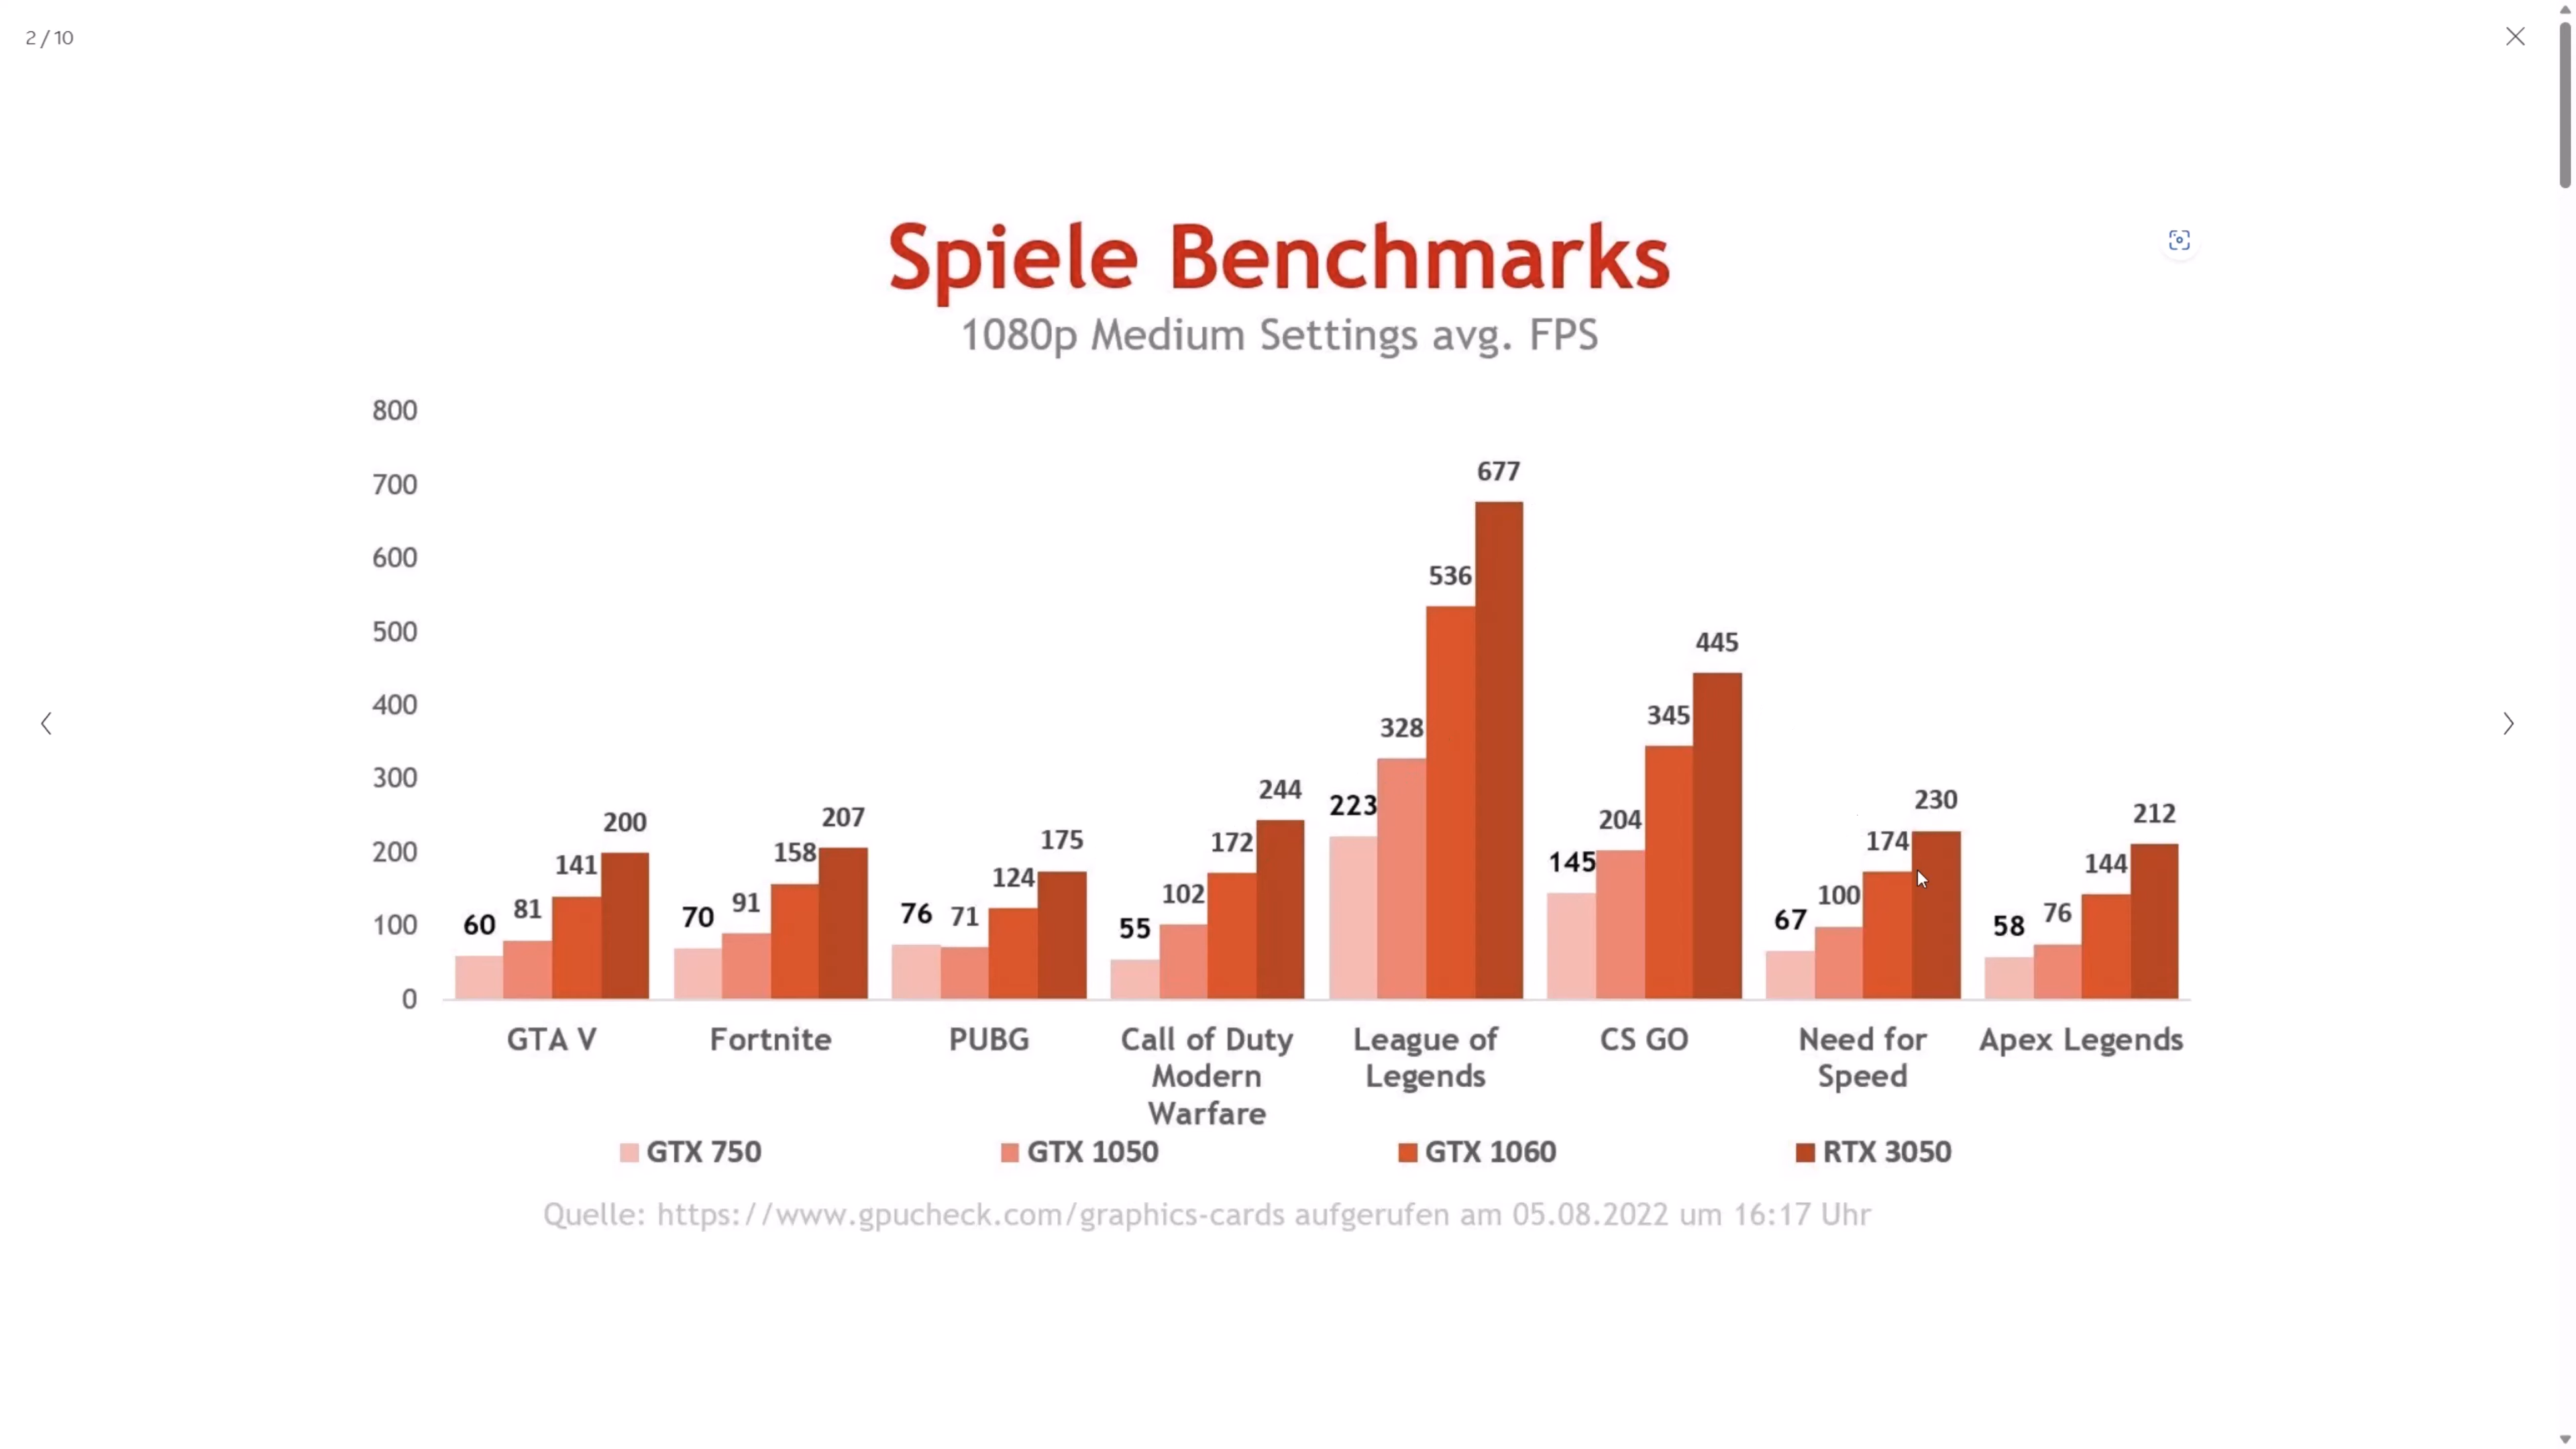 2 / 10
Spiele Benchmarks
1080p Medium Settings avg. FPS
800
700
600
500
400
300
200
100
0
60 81 141 200
70 91 158 207
76 71 124 175
55 102 172 244
223 328 536 677
145 204 345 445
67 100 174 230
58 76 144 212
GTA V
Fortnite
PUBG
Call of Duty
Modern
Warfare
League of
Legends
CS GO
Need for
Speed
Apex Legends
GTX 750
GTX 1050
GTX 1060
RTX 3050
Quelle: https://www.gpucheck.com/graphics-cards aufgerufen am 05.08.2022 um 16:17 Uhr